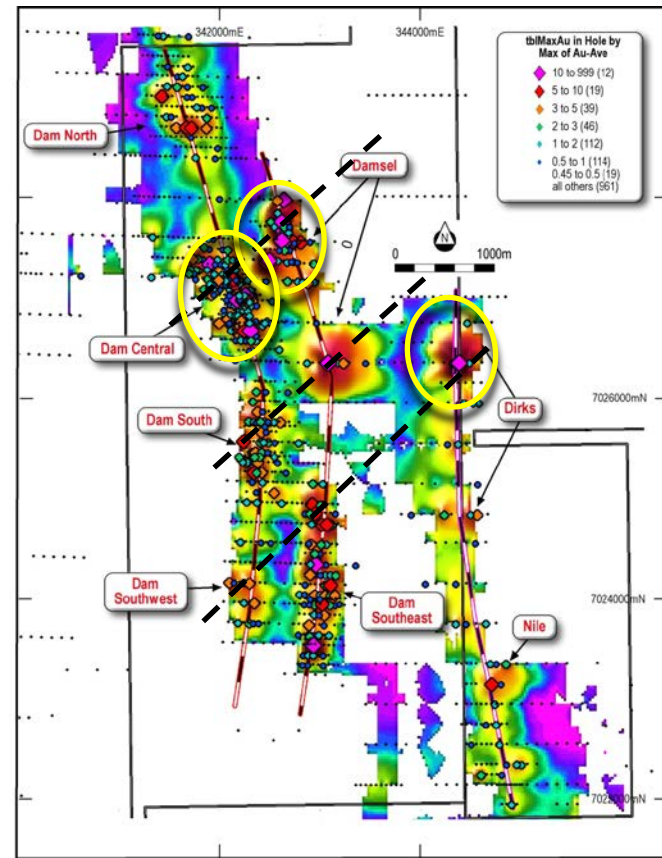 342000mE
344000mE
tblMaxAu in Hole by
Max of Au-Ave
10 to 999 (12)
5 to 10 (19)
3 to 5 (39)
2 to 3 (46)
1 to 2 (112)
0.5 to 1 (114)
0.45 to 0.5 (19)
all others (961)
Dam North
Damsel
N
0
1000m
Dam Central
Dirks
7026000mN
Dam South
Dam
Southwest
Dam
Southeast
7024000mN
Nile
7022000mN